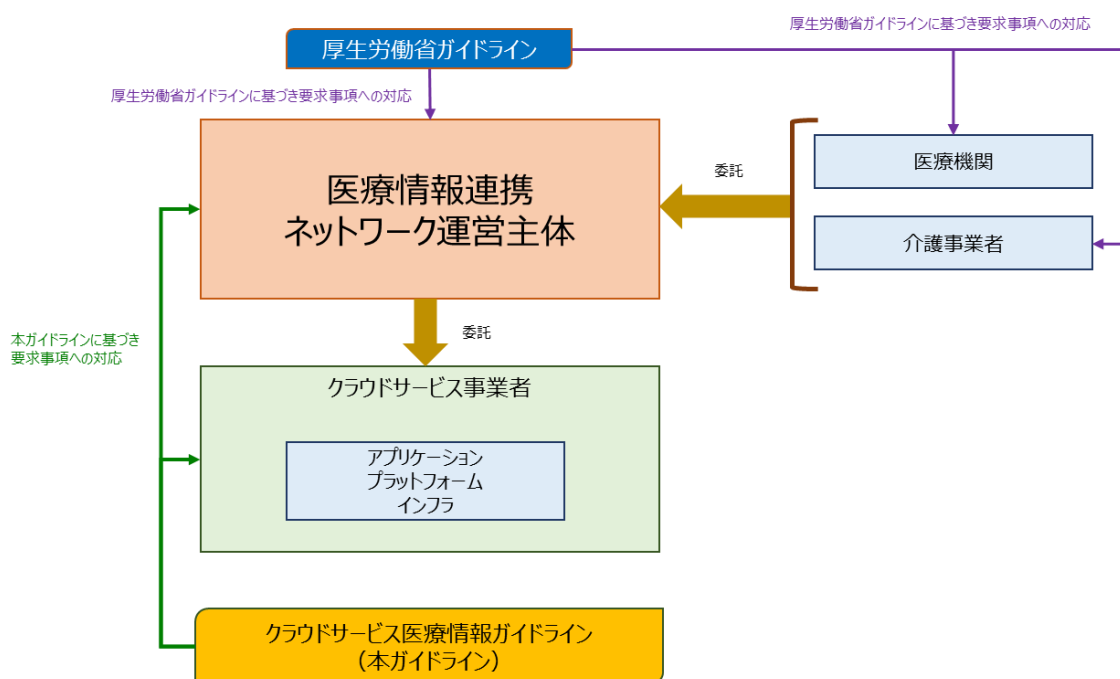 厚生労働省ガイドラインに基づき要求事項への対応
厚生労働省ガイドライン
厚生労働省ガイドラインに基づき要求事項への対応
医療情報連携
ネットワーク運営主体
委託
医療機関
介護事業者
委託
本ガイドラインに基づき
要求事項への対応
クラウドサービス事業者
アプリケーション
プラットフォーム
インフラ
クラウドサービス医療情報ガイドライン
（本ガイドライン）